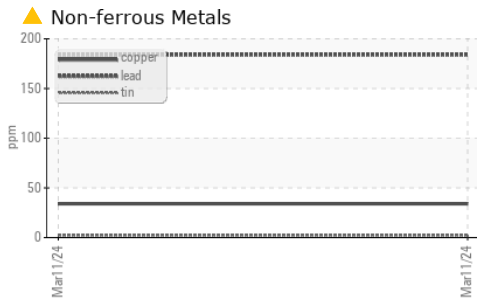 Non-ferrous Metals
200
150
100
50
0
ppm
copper
lead
tin
Mar11/24
Mar11/24